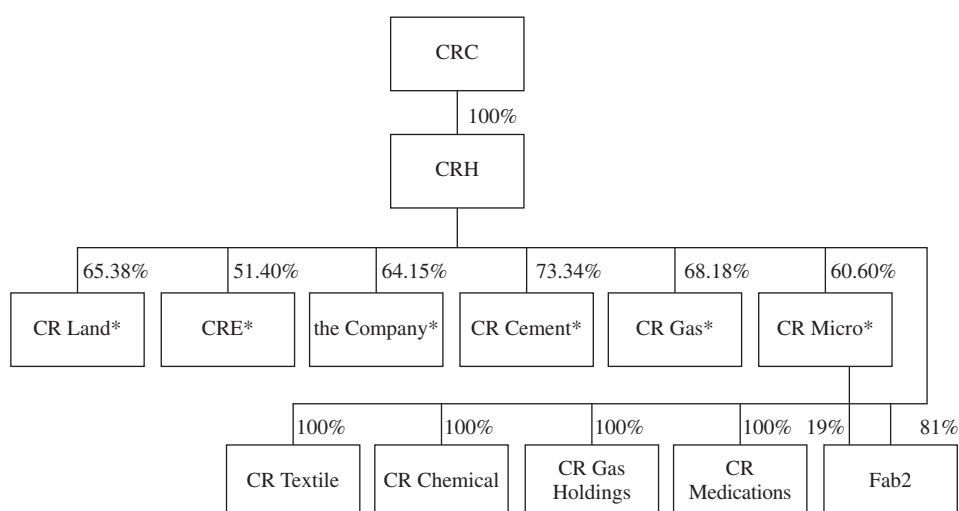 CRC
100%
CRH
65.38%
51.40%
64.15%
73.34%
68.18%
60.60%
CR Land*
CRE*
the Company*
CR Cement*
CR Gas*
CR Micro*
100%
100%
100%
100%
19%
81%
CR Textile
CR Chemical
CR Gas
Holdings
CR
Medications
Fab2